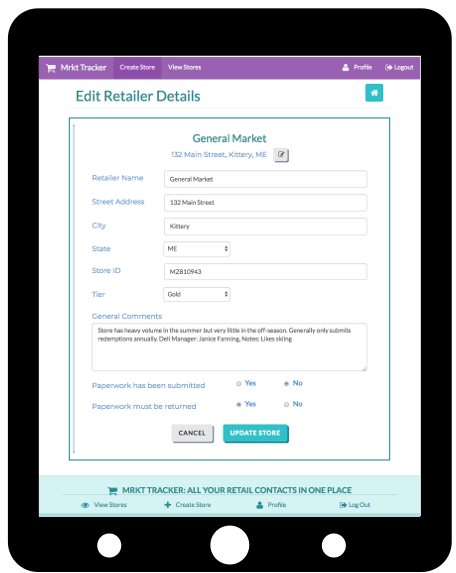 Mrkt Tracker Create Store View Stores Profile Logout
Edit Retailer Details
General Market
132 Main Street, Kittery, ME
Retailer Name General Market
Street Address 132 Main Street
City Kittery
State ME
Store ID MZ810943
Tier Gold
General Comments
Store has heavy volume in the summer but very little in the off-season. Generally only submits
redemptions annually. Dell Manager: Janice Fanning, Notes: Likes skiing
Paperwork has been submitted Yes No
Paperwork must be returned Yes No
CANCEL UPDATE STORE
MRKT TRACKER: ALL YOUR RETAIL CONTACTS IN ONE PLACE
View Stores Create Store Profile Log Out